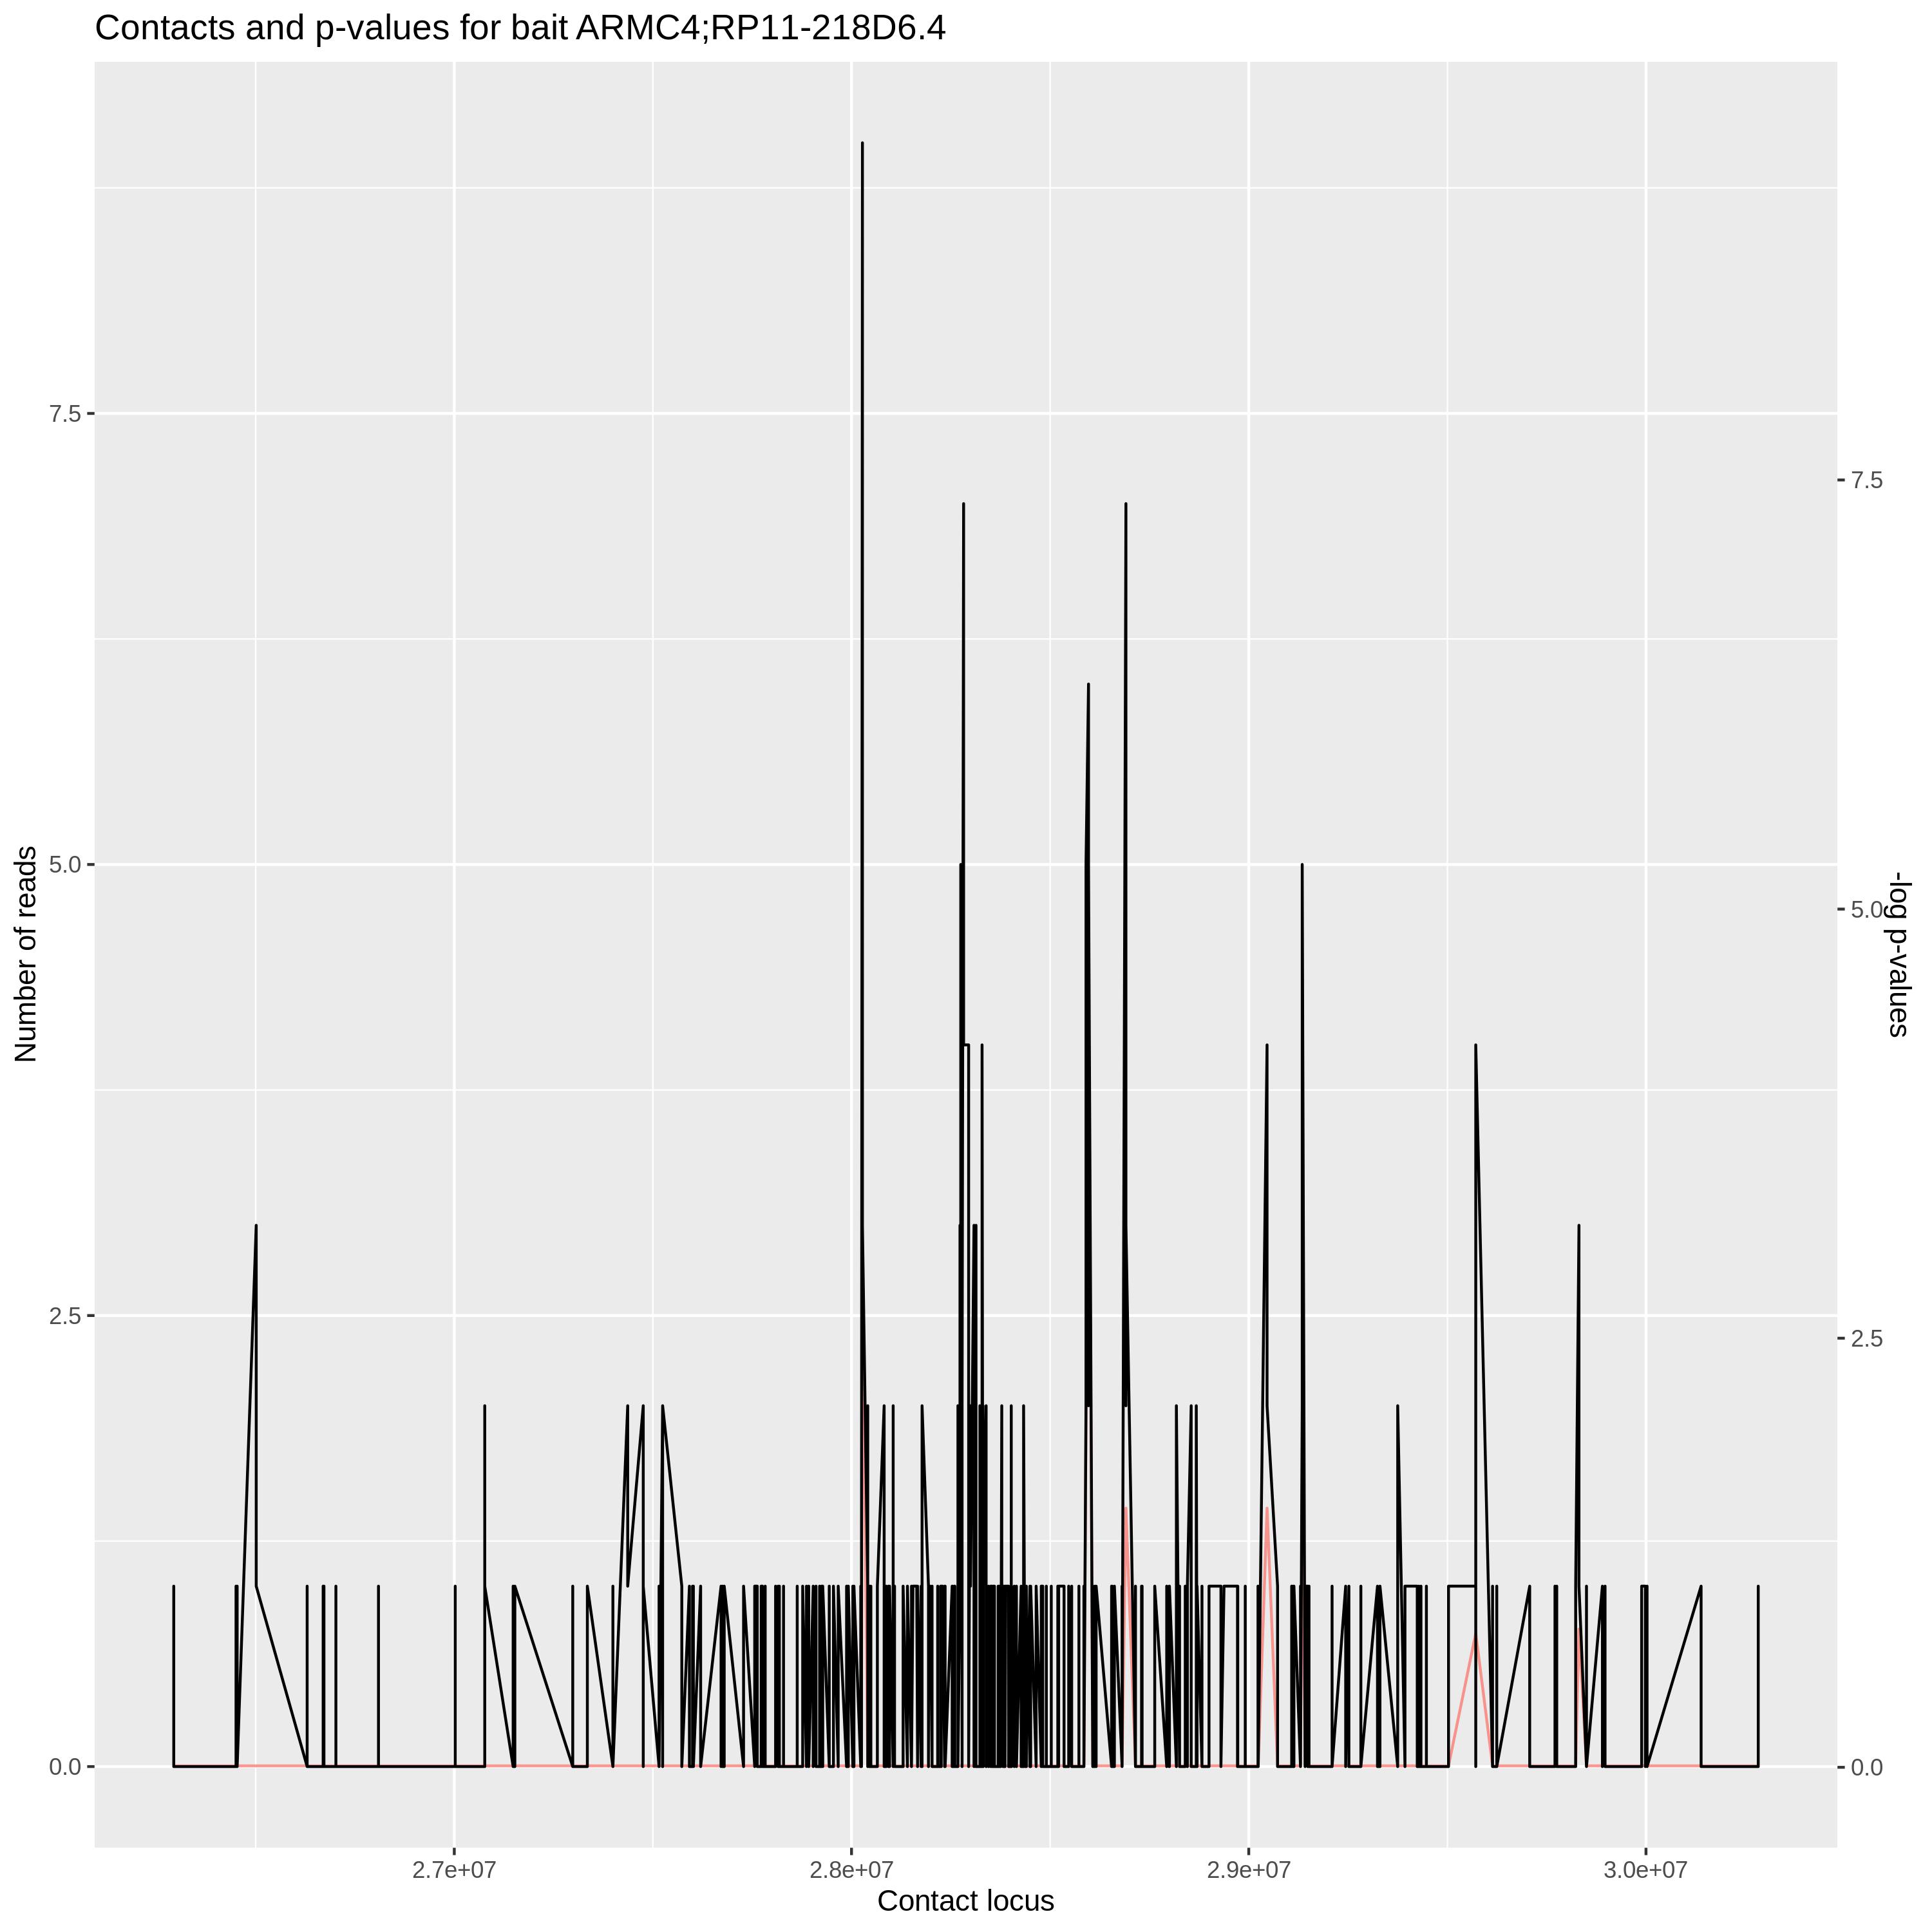 Contacts and p-values for bait ARMC4;RP11-218D6.4
Number of reads
7.5
5.0
2.5
0.0
7.5
5.0
2.5
0.0
-log p-values
2.7e+07 2.8e+07 2.9e+07 3.0e+07
Contact locus